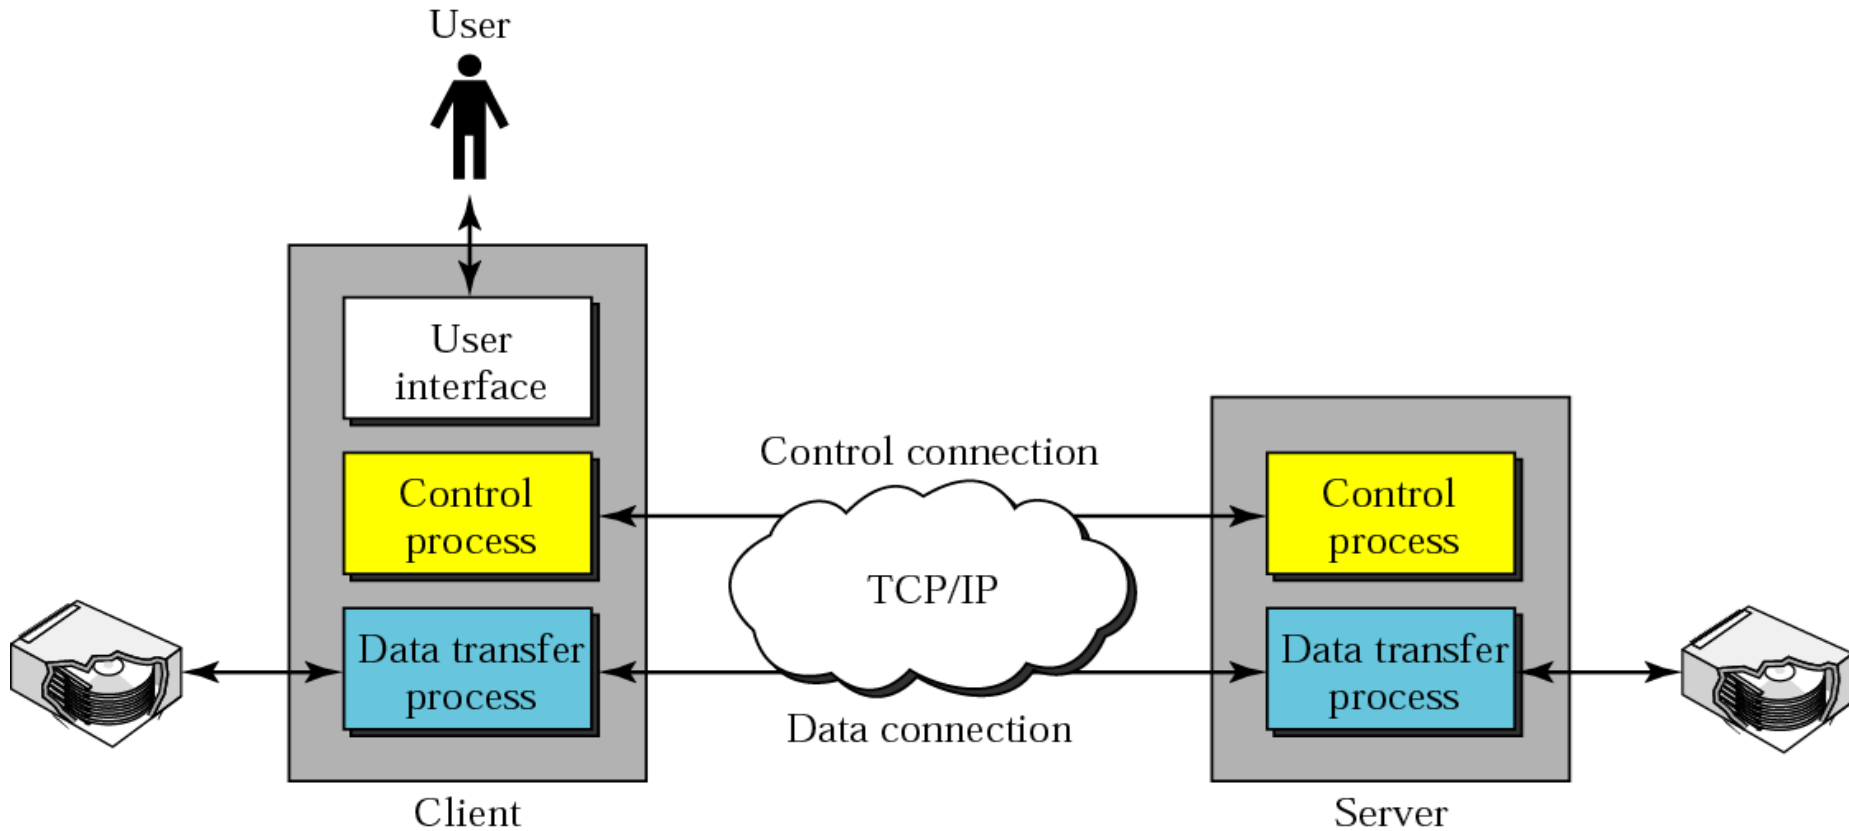 User
User
interface
Control connection
Control
process
Control
process
TCP/IP
Data transfer
process
Data transfer
process
Data connection
Client
Server